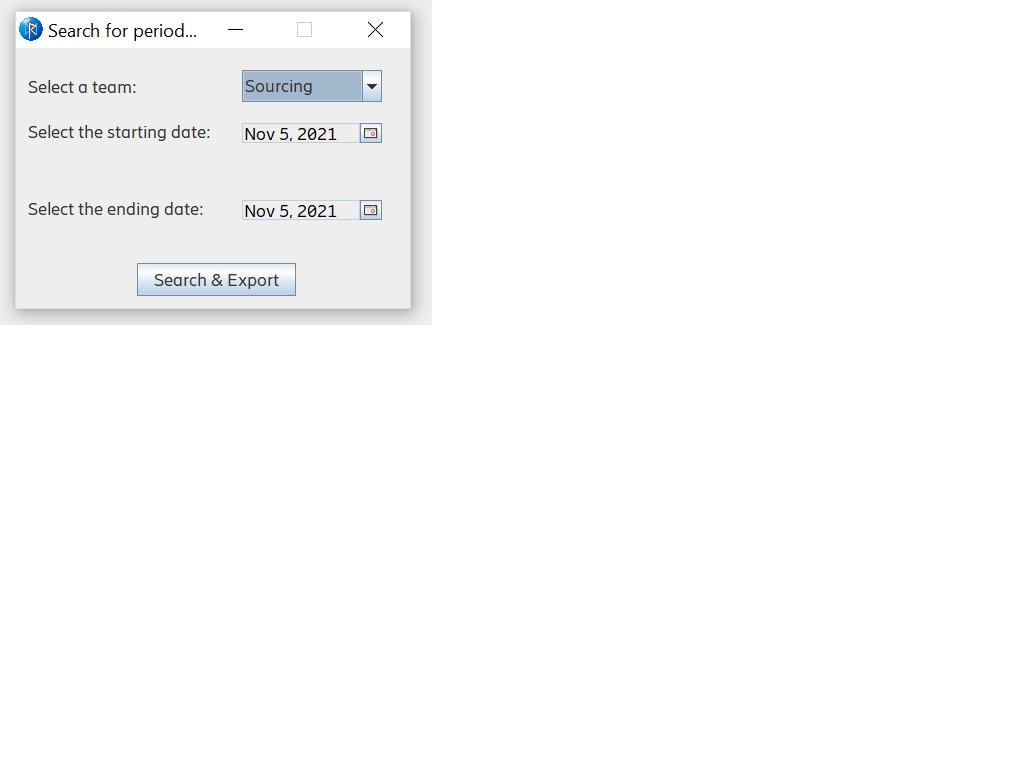 Search for period...
Select a team: Sourcing
Select the starting date: Nov 5, 2021
Select the ending date: Nov 5, 2021
Search & Export